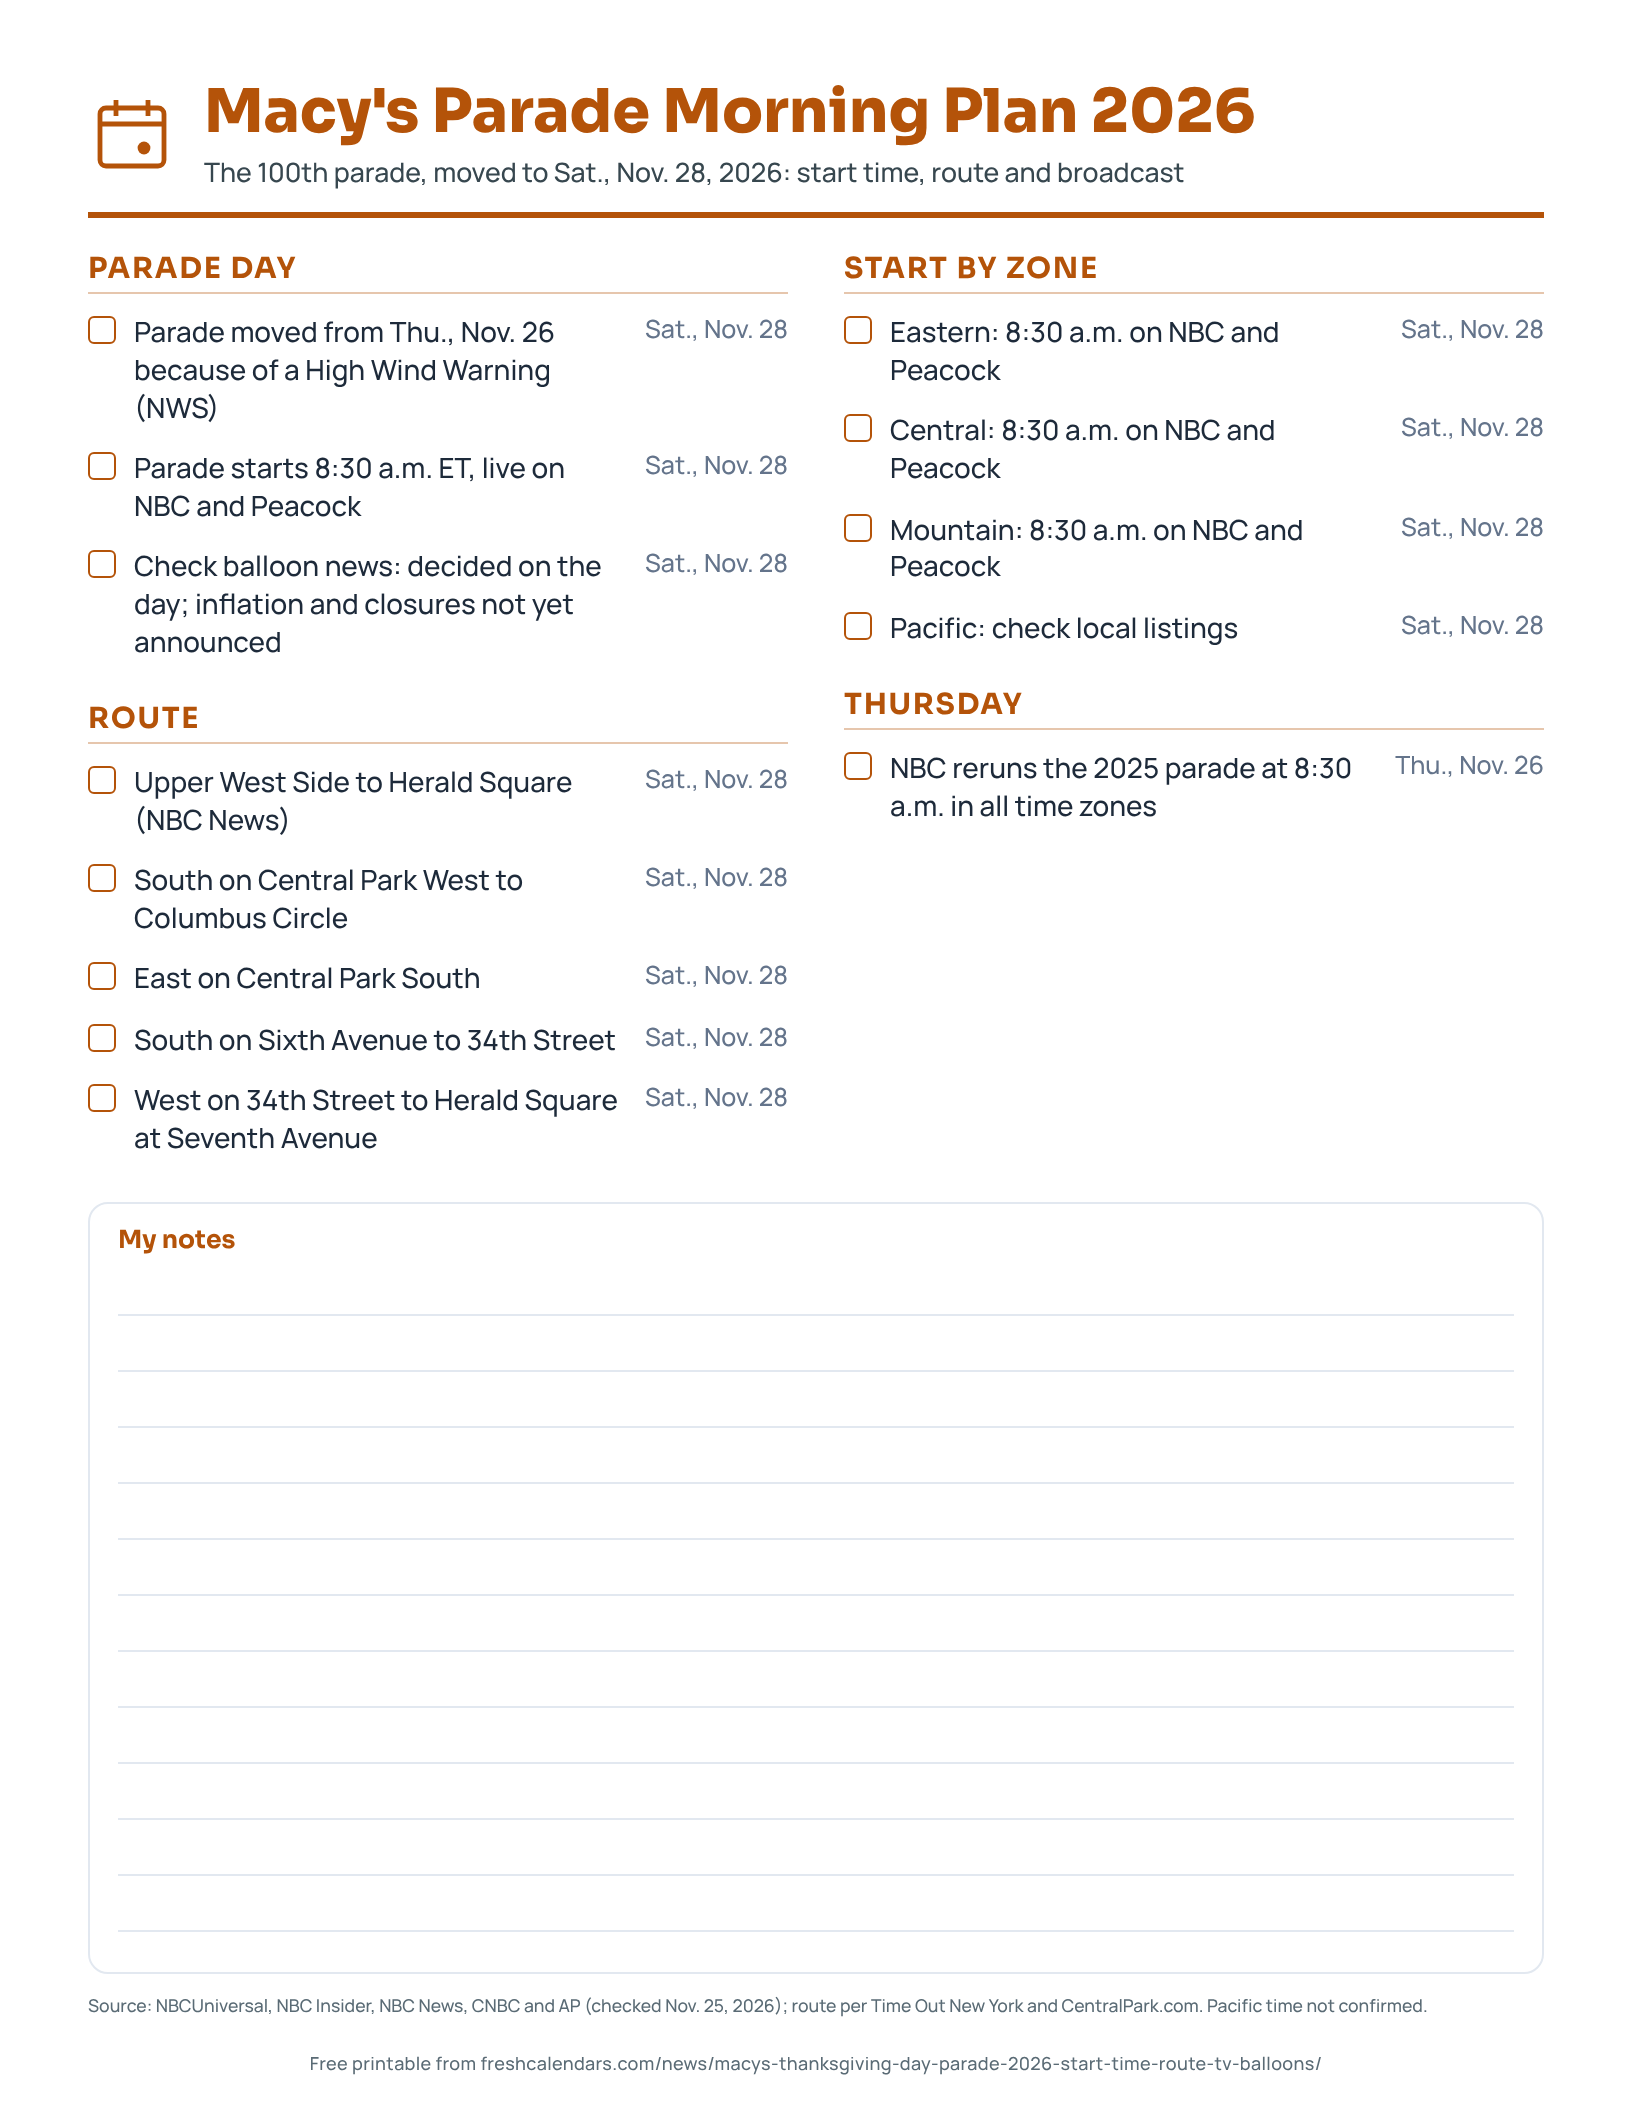 Macy's Parade Morning Plan 2026
The 100th parade, moved to Sat., Nov. 28, 2026: start time, route and broadcast
PARADE DAY
Parade moved from Thu., Nov. 26 Sat., Nov. 28
because of a High Wind Warning
(NWS)
Parade starts 8:30 a.m. ET, live on Sat., Nov. 28
NBC and Peacock
Check balloon news: decided on the Sat., Nov. 28
day; inflation and closures not yet
announced
ROUTE
Upper West Side to Herald Square Sat., Nov. 28
(NBC News)
South on Central Park West to Sat., Nov. 28
Columbus Circle
East on Central Park South Sat., Nov. 28
South on Sixth Avenue to 34th Street Sat., Nov. 28
West on 34th Street to Herald Square Sat., Nov. 28
at Seventh Avenue
START BY ZONE
Eastern: 8:30 a.m. on NBC and Sat., Nov. 28
Peacock
Central: 8:30 a.m. on NBC and Sat., Nov. 28
Peacock
Mountain: 8:30 a.m. on NBC and Sat., Nov. 28
Peacock
Pacific: check local listings Sat., Nov. 28
THURSDAY
NBC reruns the 2025 parade at 8:30 Thu., Nov. 26
a.m. in all time zones
My notes
Source: NBCUniversal, NBC Insider, NBC News, CNBC and AP (checked Nov. 25, 2026); route per Time Out New York and CentralPark.com. Pacific time not confirmed.
Free printable from freshcalendars.com/news/macys-thanksgiving-day-parade-2026-start-time-route-tv-balloons/